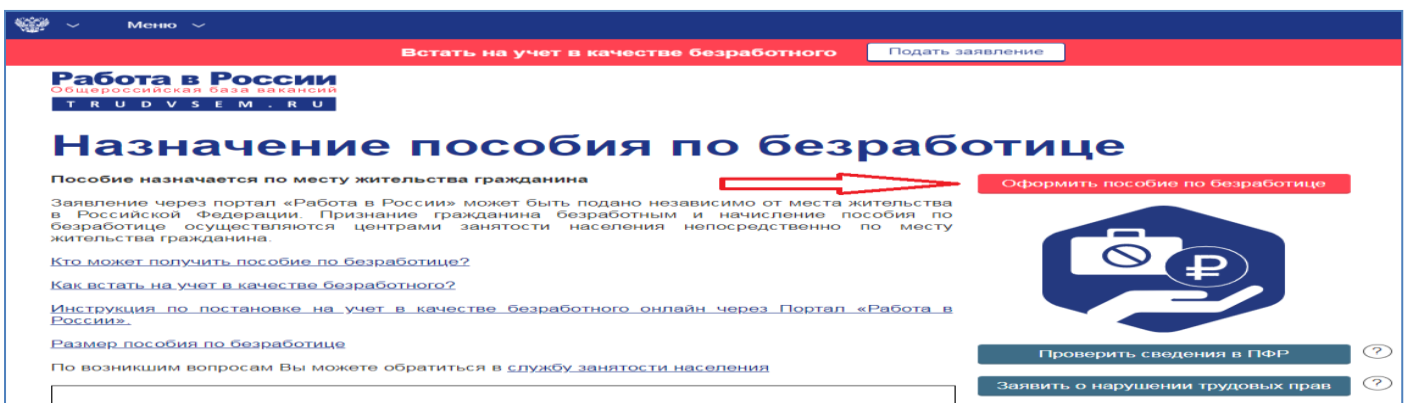 Меню
Встать на учет в качестве безработного Подать заявление
Работа в России
Общероссийская база вакансий
TRUDVSEM.RU
Назначение пособия по безработице
Пособие назначается по месту жительства гражданина
Оформить пособие по безработице
Заявление через портал «Работа в России» может быть подано независимо от места жительства
в Российской Федерации. Признание гражданина безработным и начисление пособия по
безработице осуществляются центрами занятости населения непосредственно по месту
жительства гражданина.
Кто может получить пособие по безработице?
Как встать на учет в качестве безработного?
Инструкция по постановке на учет в качестве безработного онлайн через Портал «Работа в
России».
Размер пособия по безработице
По возникшим вопросам Вы можете обратиться в службу занятости населения
₽
Проверить сведения в ПФР ?
Заявить о нарушении трудовых прав ?